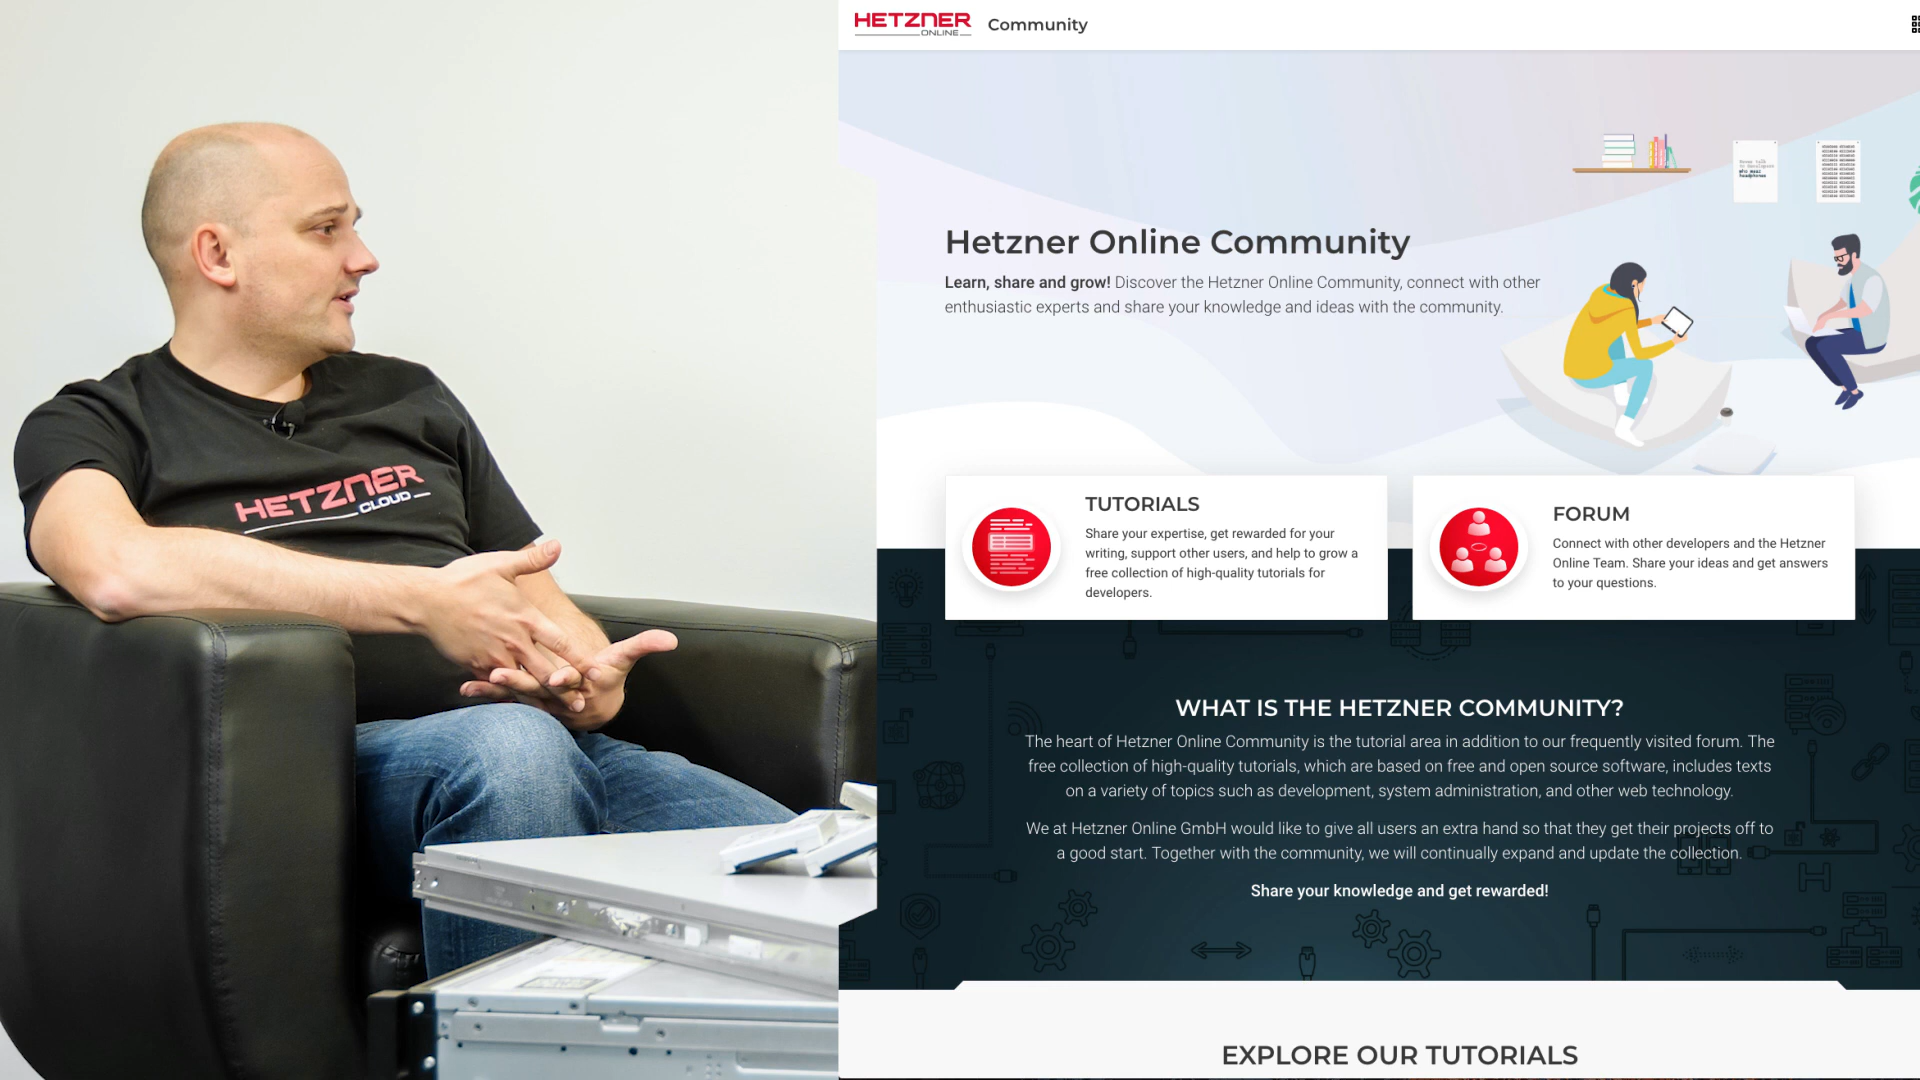 HETZNER
ONLINE
Community
Hetzner Online Community
Learn, share and grow! Discover the Hetzner Online Community, connect with other
enthusiastic experts and share your knowledge and ideas with the community.
HETZNER
CLOUD
TUTORIALS
Share your expertise, get rewarded for your
writing, support other users, and help to grow a
free collection of high-quality tutorials for
developers.
FORUM
Connect with other developers and the Hetzner
Online Team. Share your ideas and get answers
to your questions.
WHAT IS THE HETZNER COMMUNITY?
The heart of Hetzner Online Community is the tutorial area in addition to our frequently visited forum. The
free collection of high-quality tutorials, which are based on free and open source software, includes texts
on a variety of topics such as development, system administration, and other web technology.
We at Hetzner Online GmbH would like to give all users an extra hand so that they get their projects off to
a good start. Together with the community, we will continually expand and update the collection.
Share your knowledge and get rewarded!
EXPLORE OUR TUTORIALS